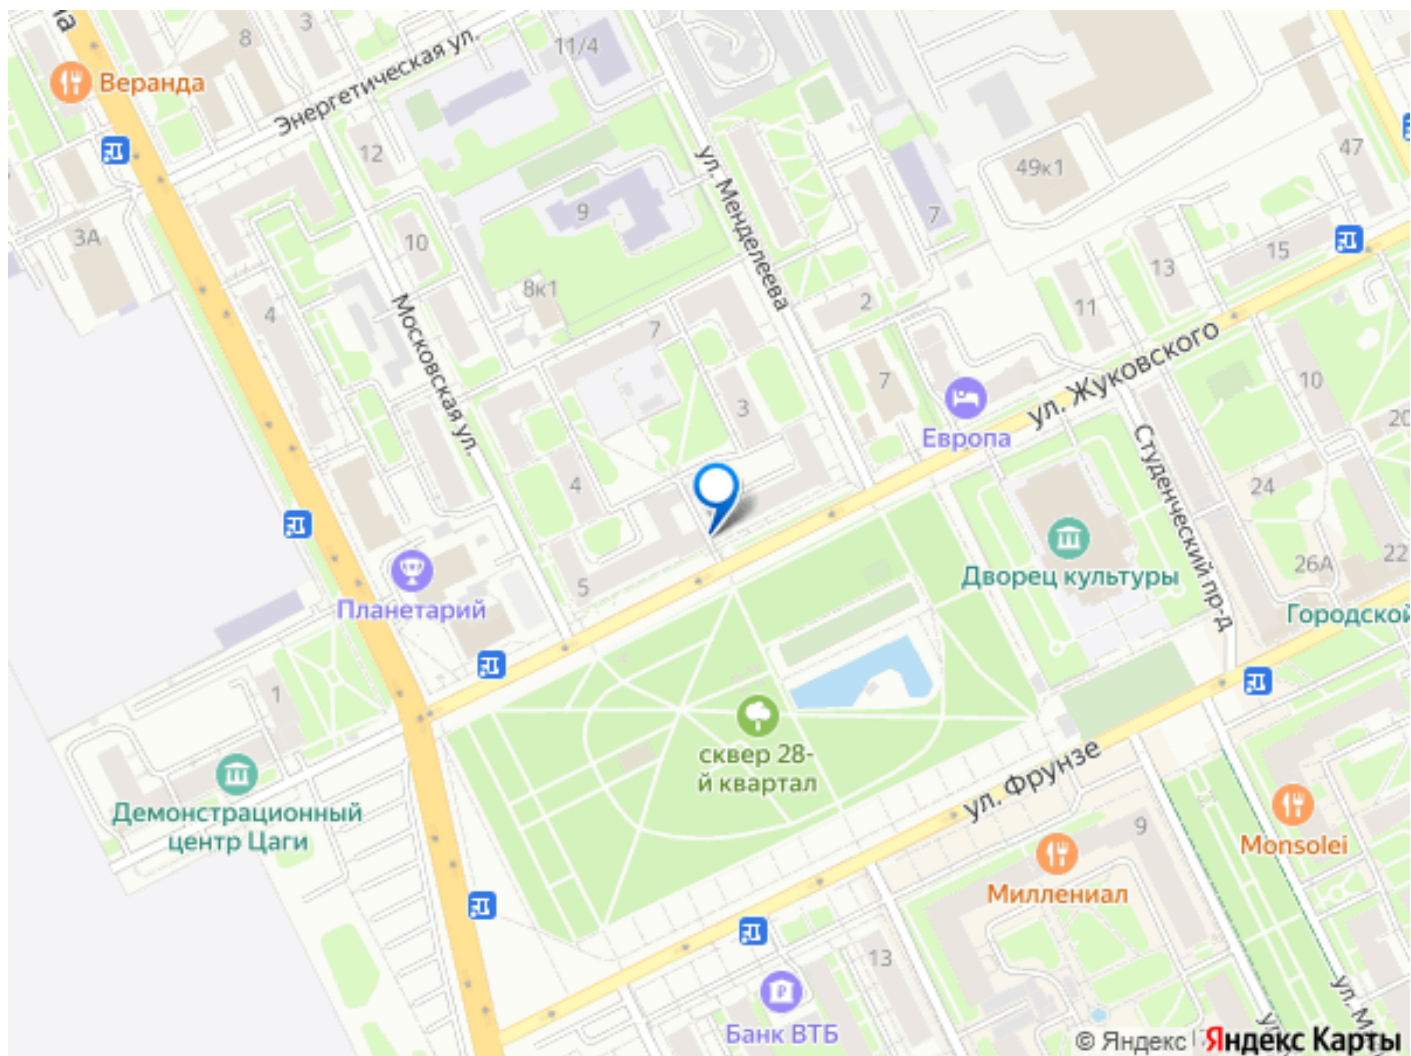 8
3
11/4
Энергетическая ул.
Веранда
12
49к1
47
9
7
3А
10
ул. Менделеева
15
13
8к1
2
11
4
Московская ул.
7
ул. Жуковского
7
10
3
Европа
20
Студенческий пр-д
4
24
Дворец культуры
22
26А
5
Планетарий
Городской
1
сквер 28-
й квартал
ул. Фрунзе
Демонстрационный
центр Цаги
9
Monsolei
Миллениал
13
Банк ВТБ
© Яндекс
Яндекс Карты